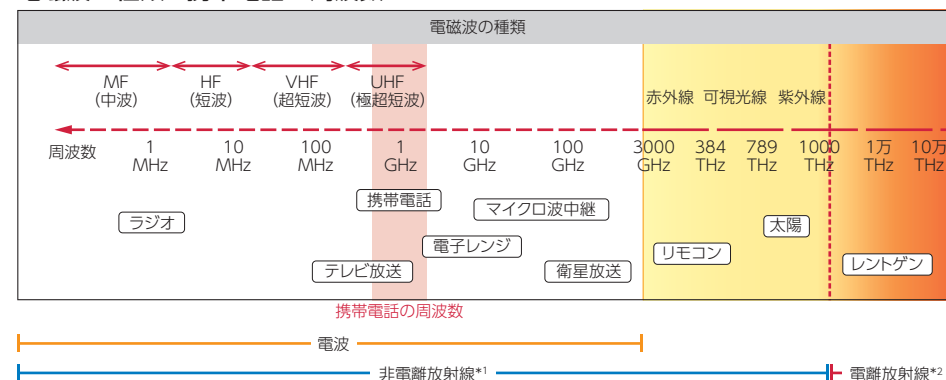 電磁波の種類
MF HF VHF UHF
(中波) (短波) (超短波) (極超短波)
赤外線 可視光線 紫外線
周波数
1 10 100 1 10 100 3000 384 789 1000 1万 10万
MHz MHz MHz GHz GHz GHz GHz THz THz THz THz THz
携帯電話
マイクロ波中継
ラジオ
太陽
電子レンジ
リモコン
テレビ放送
衛星放送
レントゲン
携帯電話の周波数
電波
非電離放射線*1
電離放射線*2